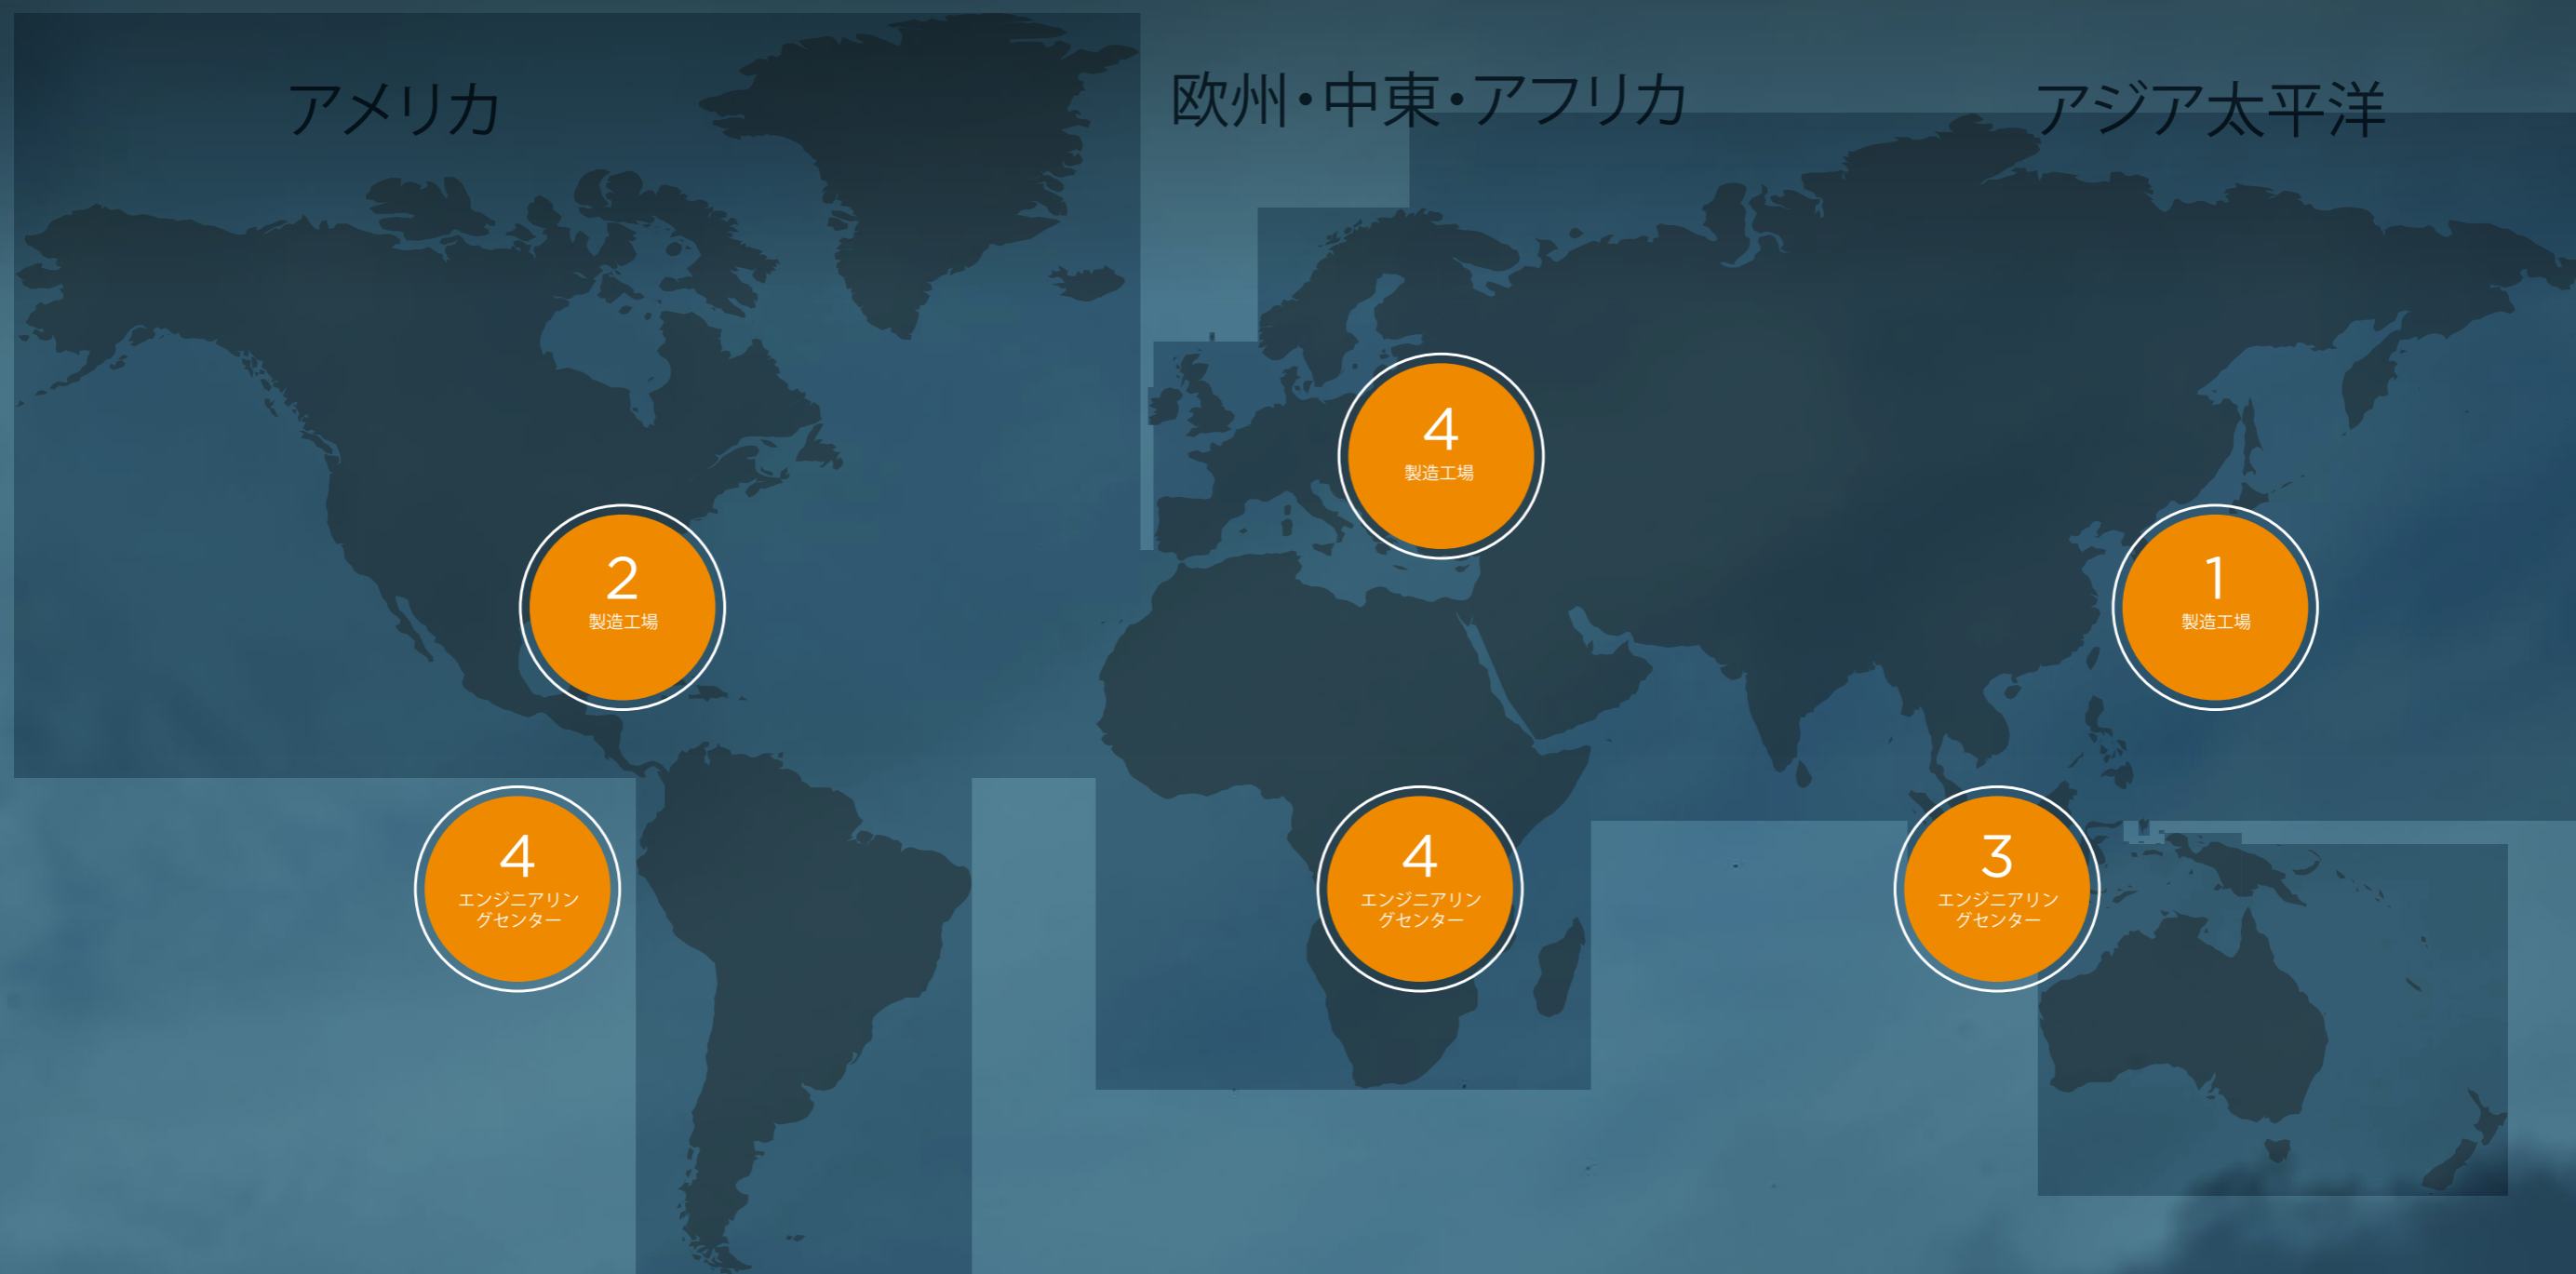 アメリカ
欧州・中東・アフリカ
アジア太平洋
4
製造工場
2
製造工場
1
製造工場
4
エンジニアリン
グセンター
4
エンジニアリン
グセンター
3
エンジニアリン
グセンター